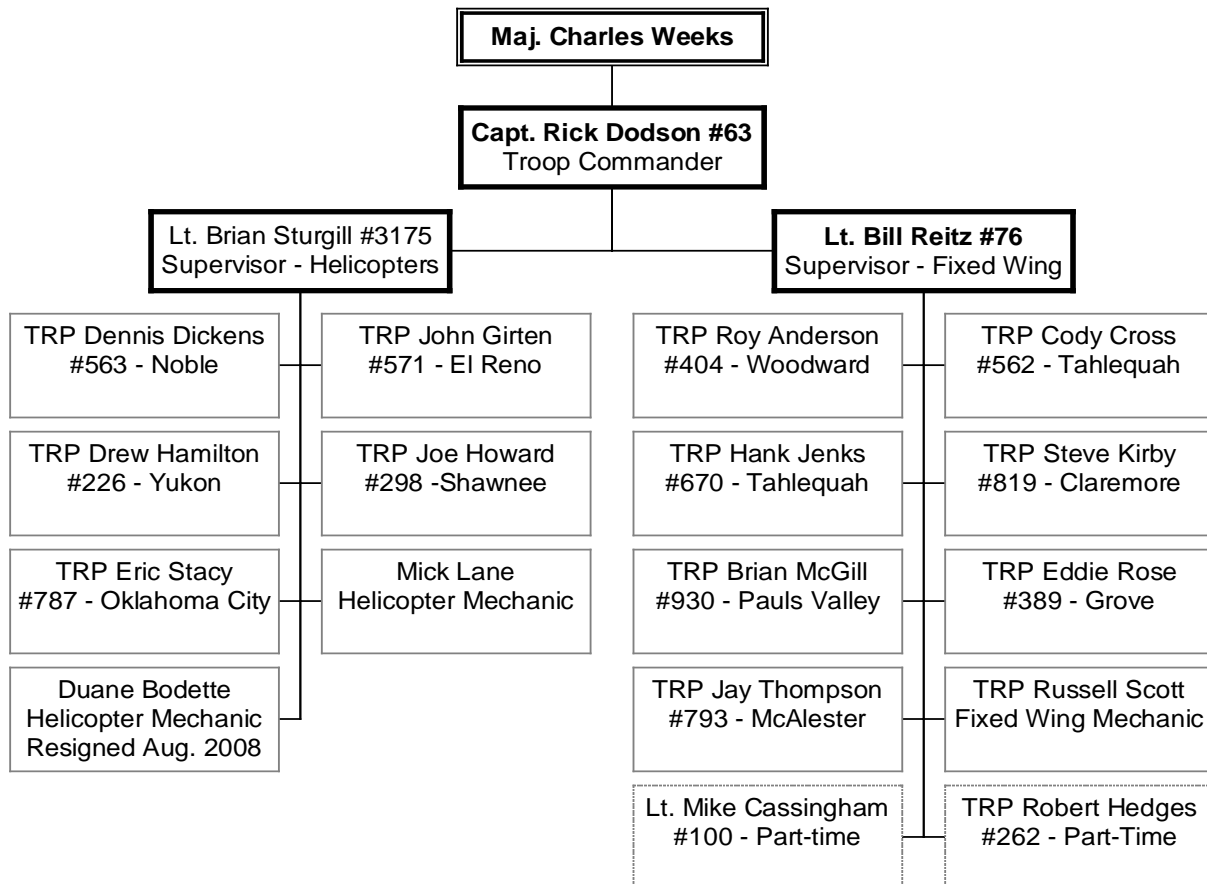 Maj. Charles Weeks
Capt. Rick Dodson #63
Troop Commander
Lt. Brian Sturgill #3175
Supervisor - Helicopters
Lt. Bill Reitz #76
Supervisor - Fixed Wing
TRP Dennis Dickens
#563 - Noble
TRP John Girten
#571 - El Reno
TRP Roy Anderson
#404 - Woodward
TRP Cody Cross
#562 - Tahlequah
TRP Drew Hamilton
#226 - Yukon
TRP Joe Howard
#298 -Shawnee
TRP Hank Jenks
#670 - Tahlequah
TRP Steve Kirby
#819 - Claremore
TRP Eric Stacy
#787 - Oklahoma City
Mick Lane
Helicopter Mechanic
TRP Brian McGill
#930 - Pauls Valley
TRP Eddie Rose
#389 - Grove
Duane Bodette
Helicopter Mechanic
Resigned Aug. 2008
TRP Jay Thompson
#793 - McAlester
TRP Russell Scott
Fixed Wing Mechanic
Lt. Mike Cassingham
#100 - Part-time
TRP Robert Hedges
#262 - Part-Time